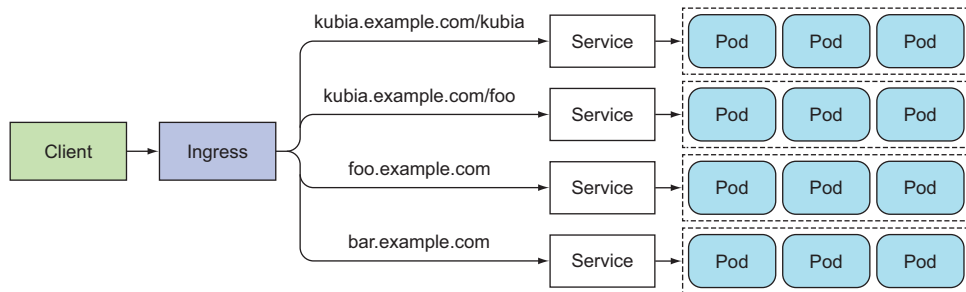 kubia.example.com/kubia
Service
Pod Pod Pod
kubia.example.com/foo
Service
Pod Pod Pod
Client
Ingress
foo.example.com
Service
Pod Pod Pod
bar.example.com
Service
Pod Pod Pod